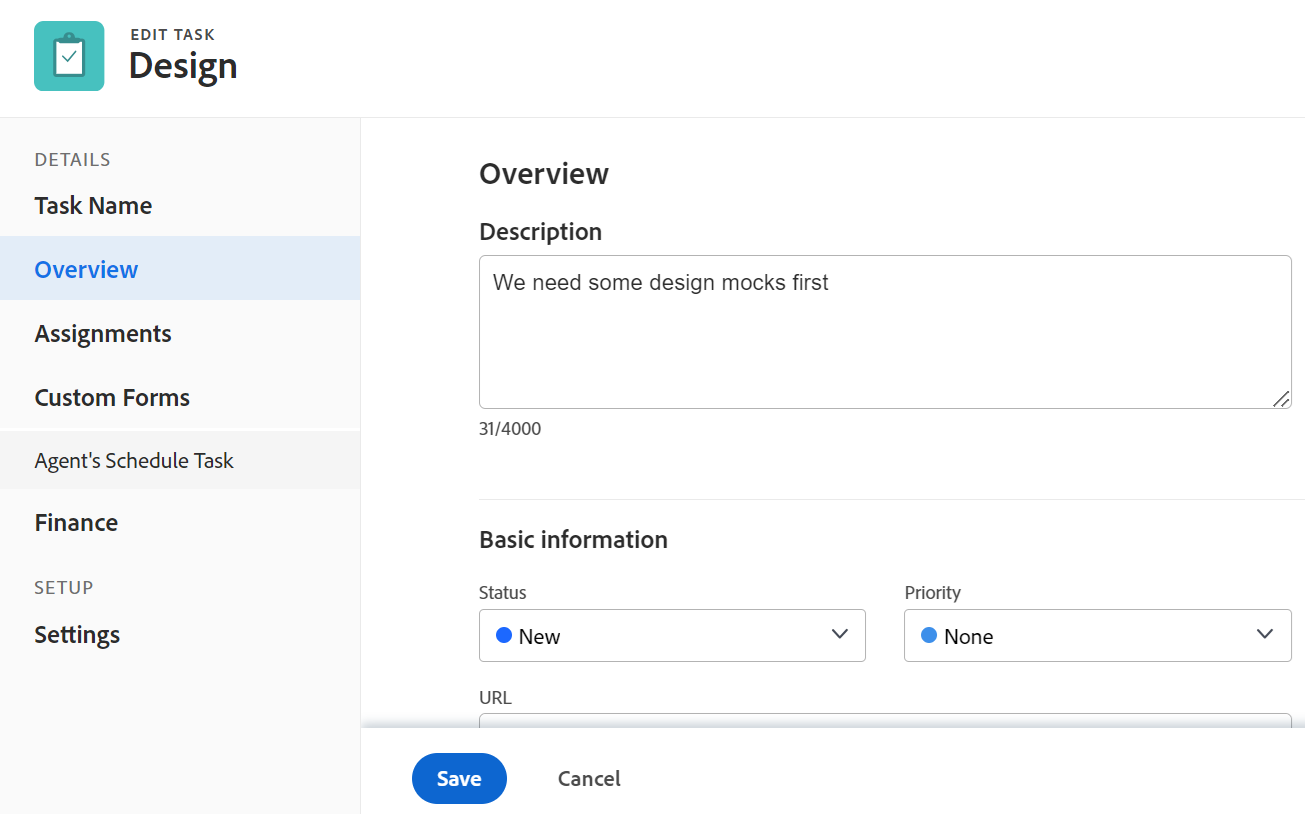 EDIT TASK
Design
DETAILS
Task Name
Overview
Assignments
Custom Forms
Agent's Schedule Task
Finance
SETUP
Settings
Overview
Description
We need some design mocks first
31/4000
Basic information
Status
Priority
New
None
URL
Save
Cancel